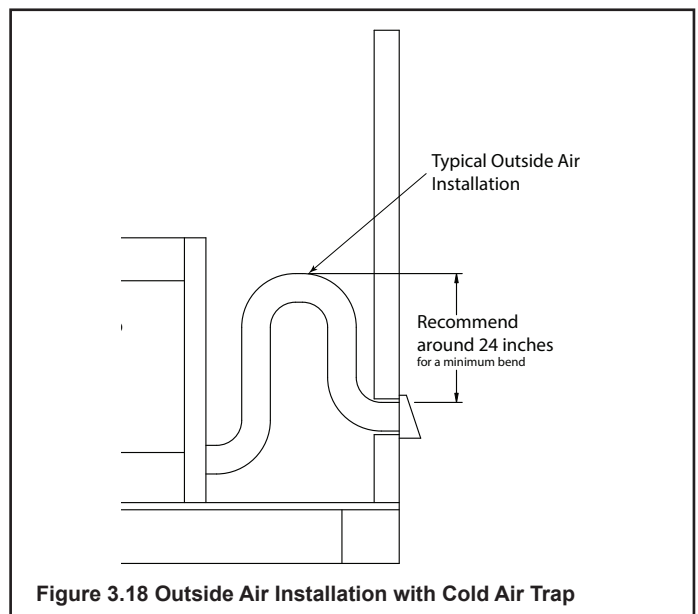 Typical Outside Air
Installation
Recommend
around 24 inches
for a minimum bend
Figure 3.18 Outside Air Installation with Cold Air Trap